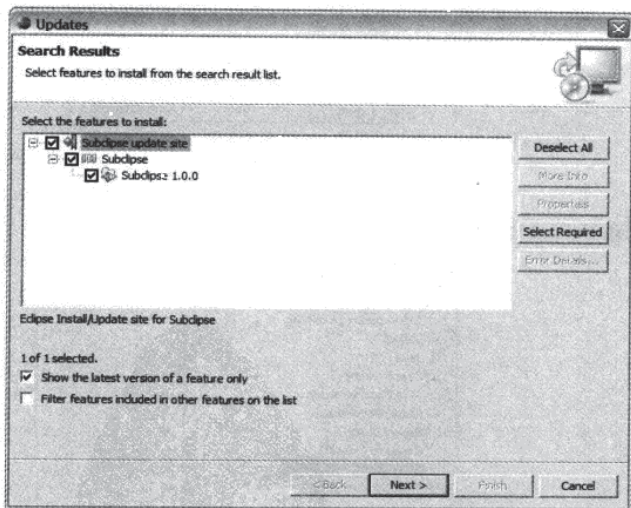 Updates
Search Results
Select features to install from the search result list.
Select the features to install:
Subclipse update site
Subclipse
Subclipse 1.0.0
Deselect All
More Info
Properties
Select Required
Error Details...
Eclipse Install/Update site for Subclipse
1 of 1 selected.
Show the latest version of a feature only
Filter features included in other features on the list
< Back
Next >
Finish
Cancel